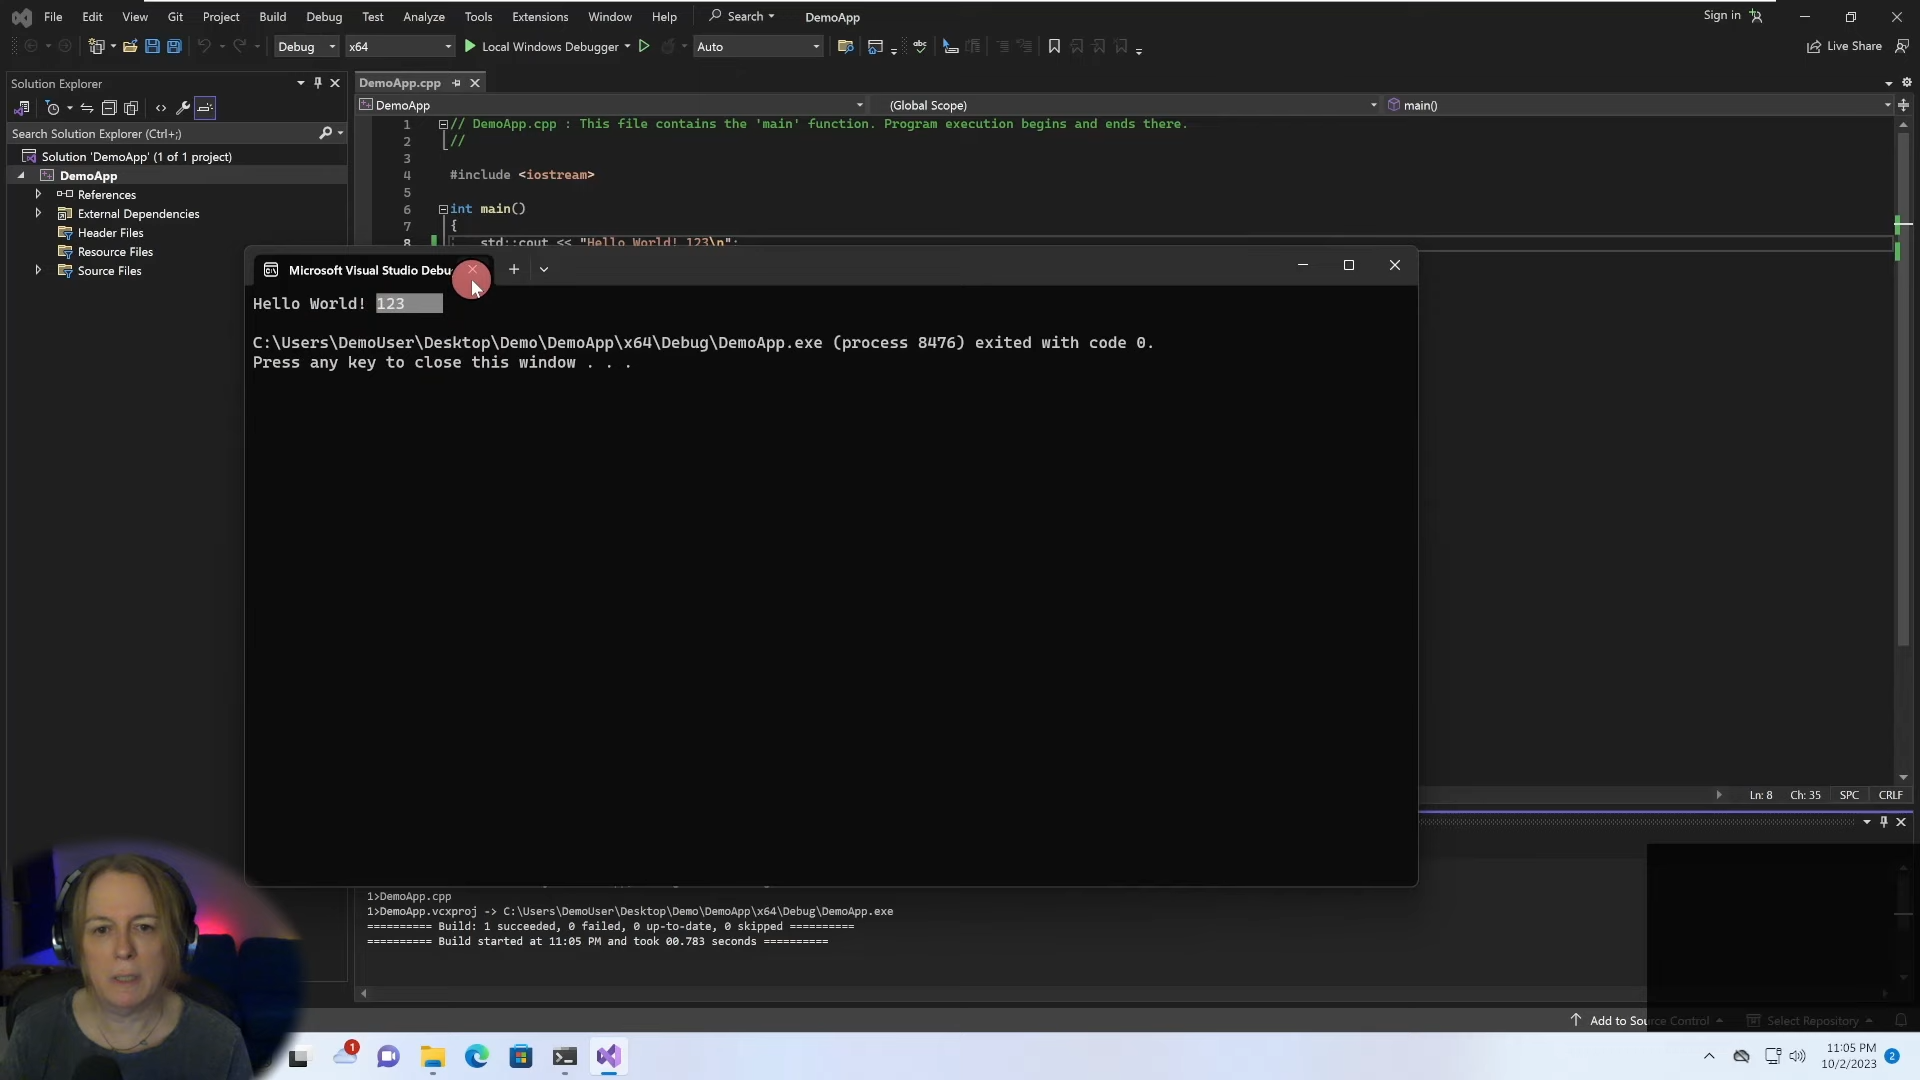 File Edit View Git Project Build Debug Test Analyze Tools Extensions Window Help Search DemoApp Sign in
Debug x64 Local Windows Debugger Auto Live Share
Solution Explorer
Search Solution Explorer (Ctrl+;)
Solution 'DemoApp' (1 of 1 project)
DemoApp
References
External Dependencies
Header Files
Resource Files
Source Files
DemoApp.cpp
DemoApp (Global Scope) main()
1 // DemoApp.cpp : This file contains the 'main' function. Program execution begins and ends there.
2 //
3
4 #include <iostream>
5
6 int main()
7 {
8 std::cout << "Hello World! 123\n";
Microsoft Visual Studio Debu
Hello World! 123
C:\Users\DemoUser\Desktop\Demo\DemoApp\x64\Debug\DemoApp.exe (process 8476) exited with code 0.
Press any key to close this window . . .
Ln: 8 Ch: 35 SPC CRLF
1>DemoApp.cpp
1>DemoApp.vcxproj -> C:\Users\DemoUser\Desktop\Demo\DemoApp\x64\Debug\DemoApp.exe
========== Build: 1 succeeded, 0 failed, 0 up-to-date, 0 skipped ==========
========== Build started at 11:05 PM and took 00.783 seconds ==========
Add to Source Control Select Repository
1
11:05 PM
10/2/2023
2